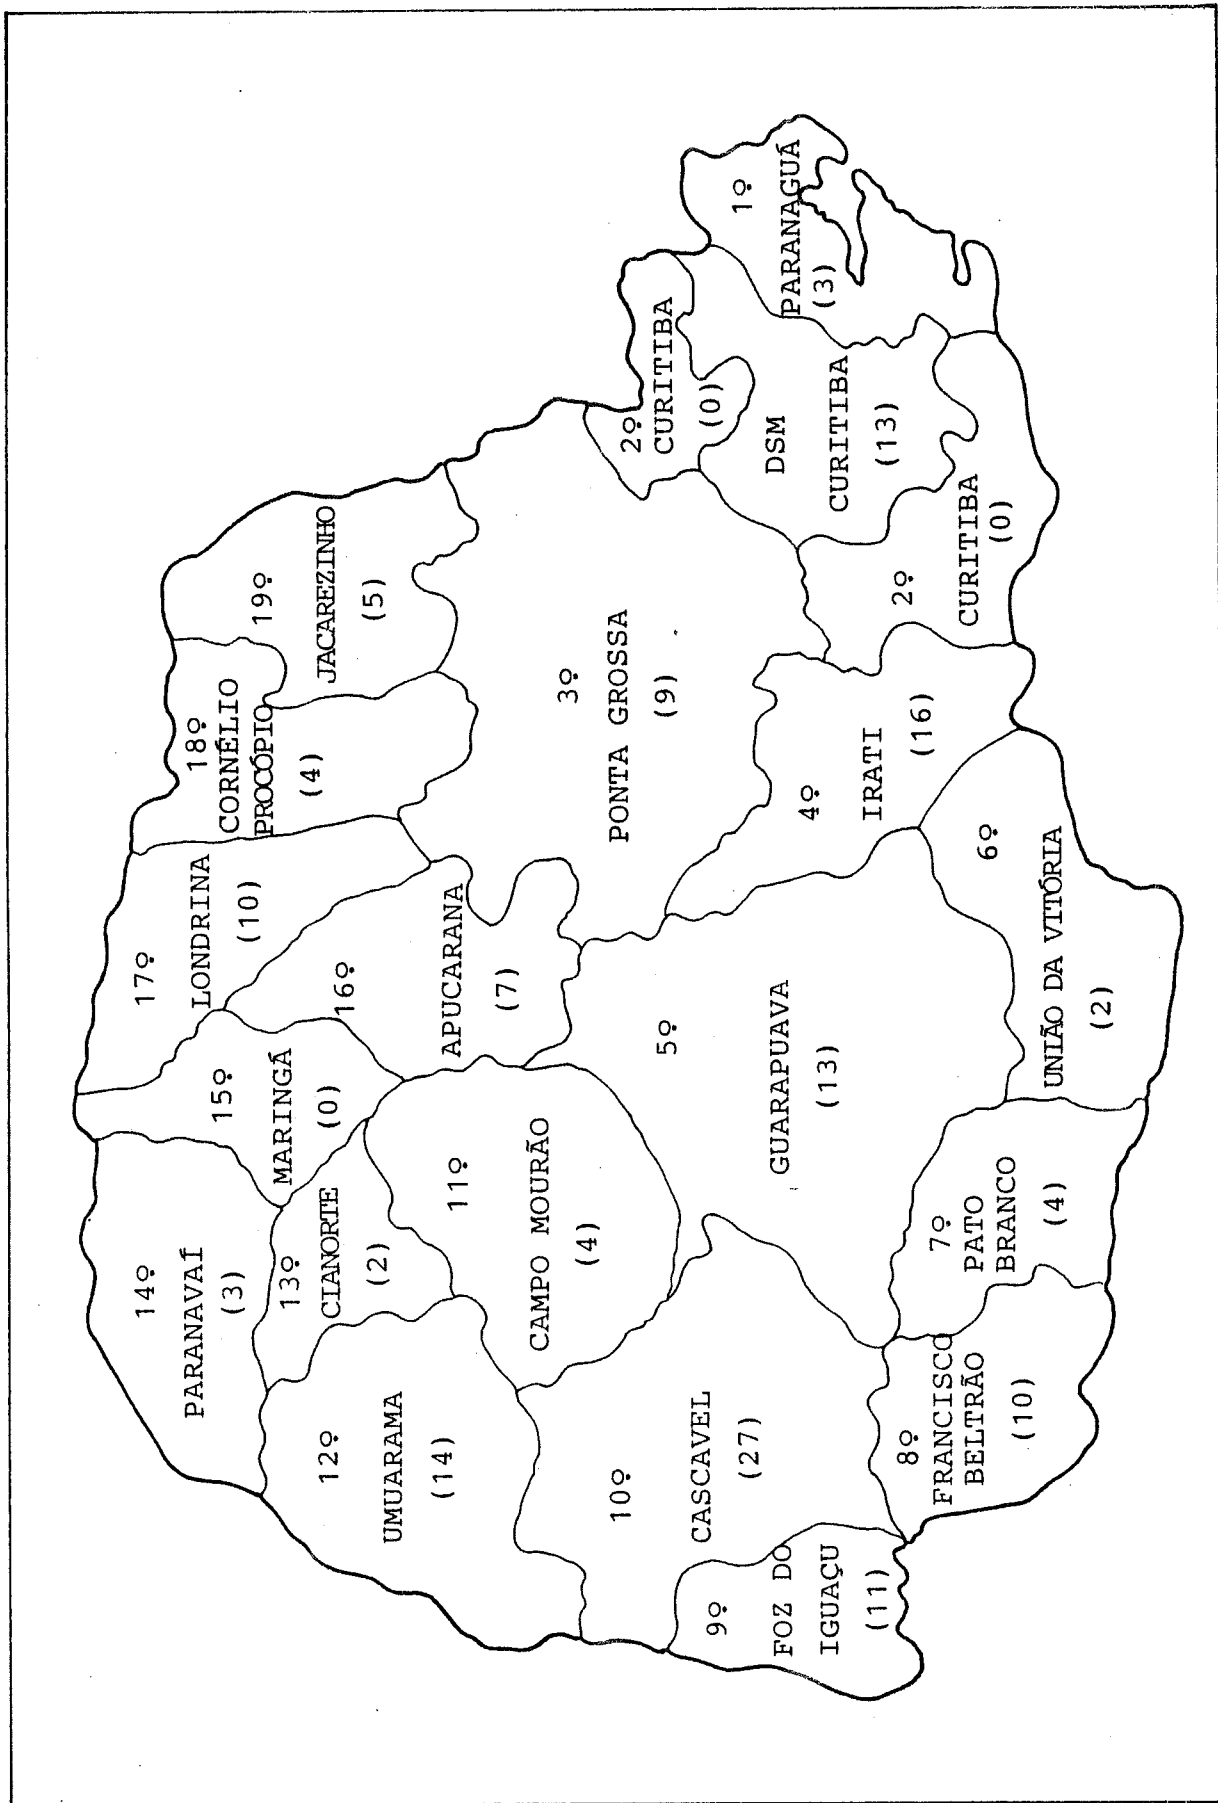 1º
PARANAGUÁ
(3)
2º
CURITIBA
(0)
DSM
CURITIBA
(13)
2º
CURITIBA
(0)
3º
PONTA GROSSA
(9)
4º
IRATI
(16)
5º
GUARAPUAVA
(13)
6º
UNIÃO DA VITÓRIA
(2)
7º
PATO
BRANCO
(4)
8º
FRANCISCO
BELTRÃO
(10)
9º
FOZ DO
IGUAÇU
(11)
10º
CASCAVEL
(27)
11º
CAMPO MOURÃO
(4)
12º
UMUARAMA
(14)
13º
CIANORTE
(2)
14º
PARANAVAÍ
(3)
15º
MARINGÁ
(0)
16º
APUCARANA
(7)
17º
LONDRINA
(10)
18º
CORNÉLIO
PROCÓPIO
(4)
19º
JACAREZINHO
(5)